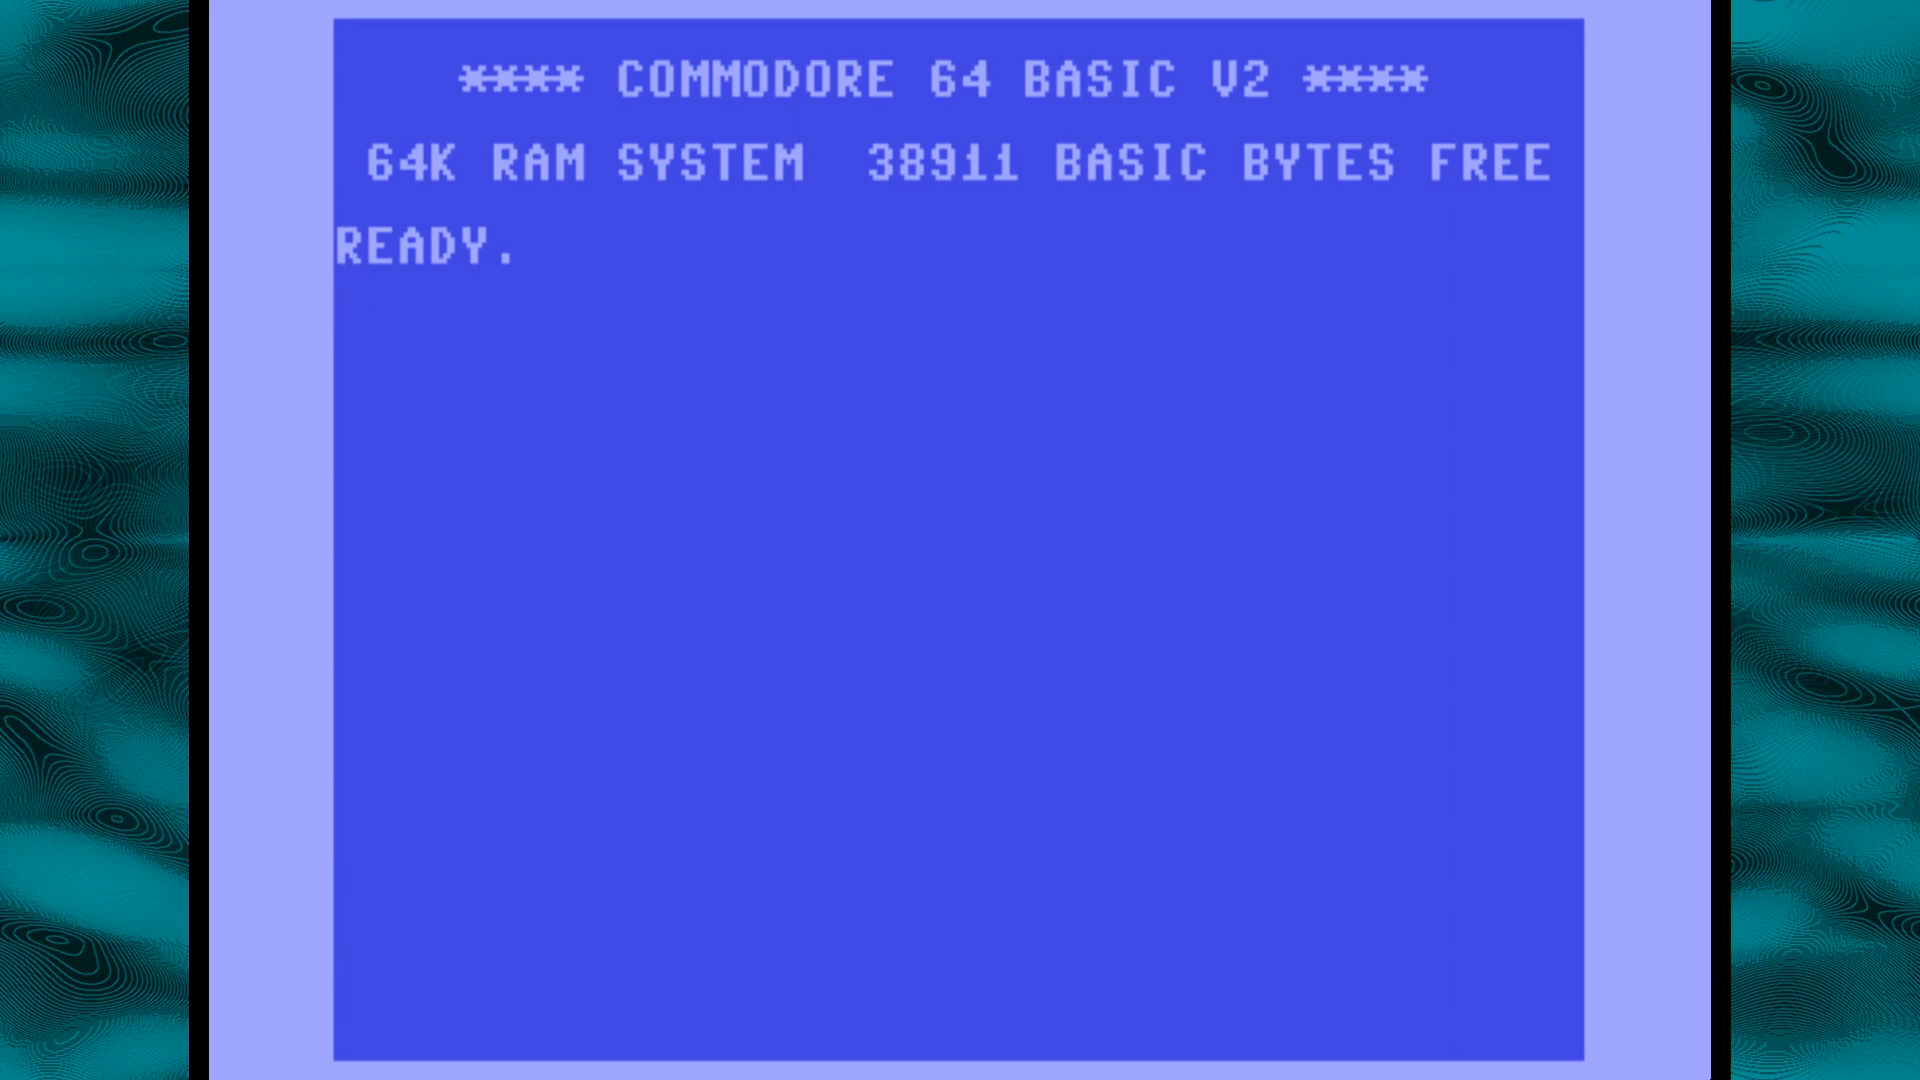 **** COMMODORE 64 BASIC V2 ****
64K RAM SYSTEM  38911 BASIC BYTES FREE
READY.